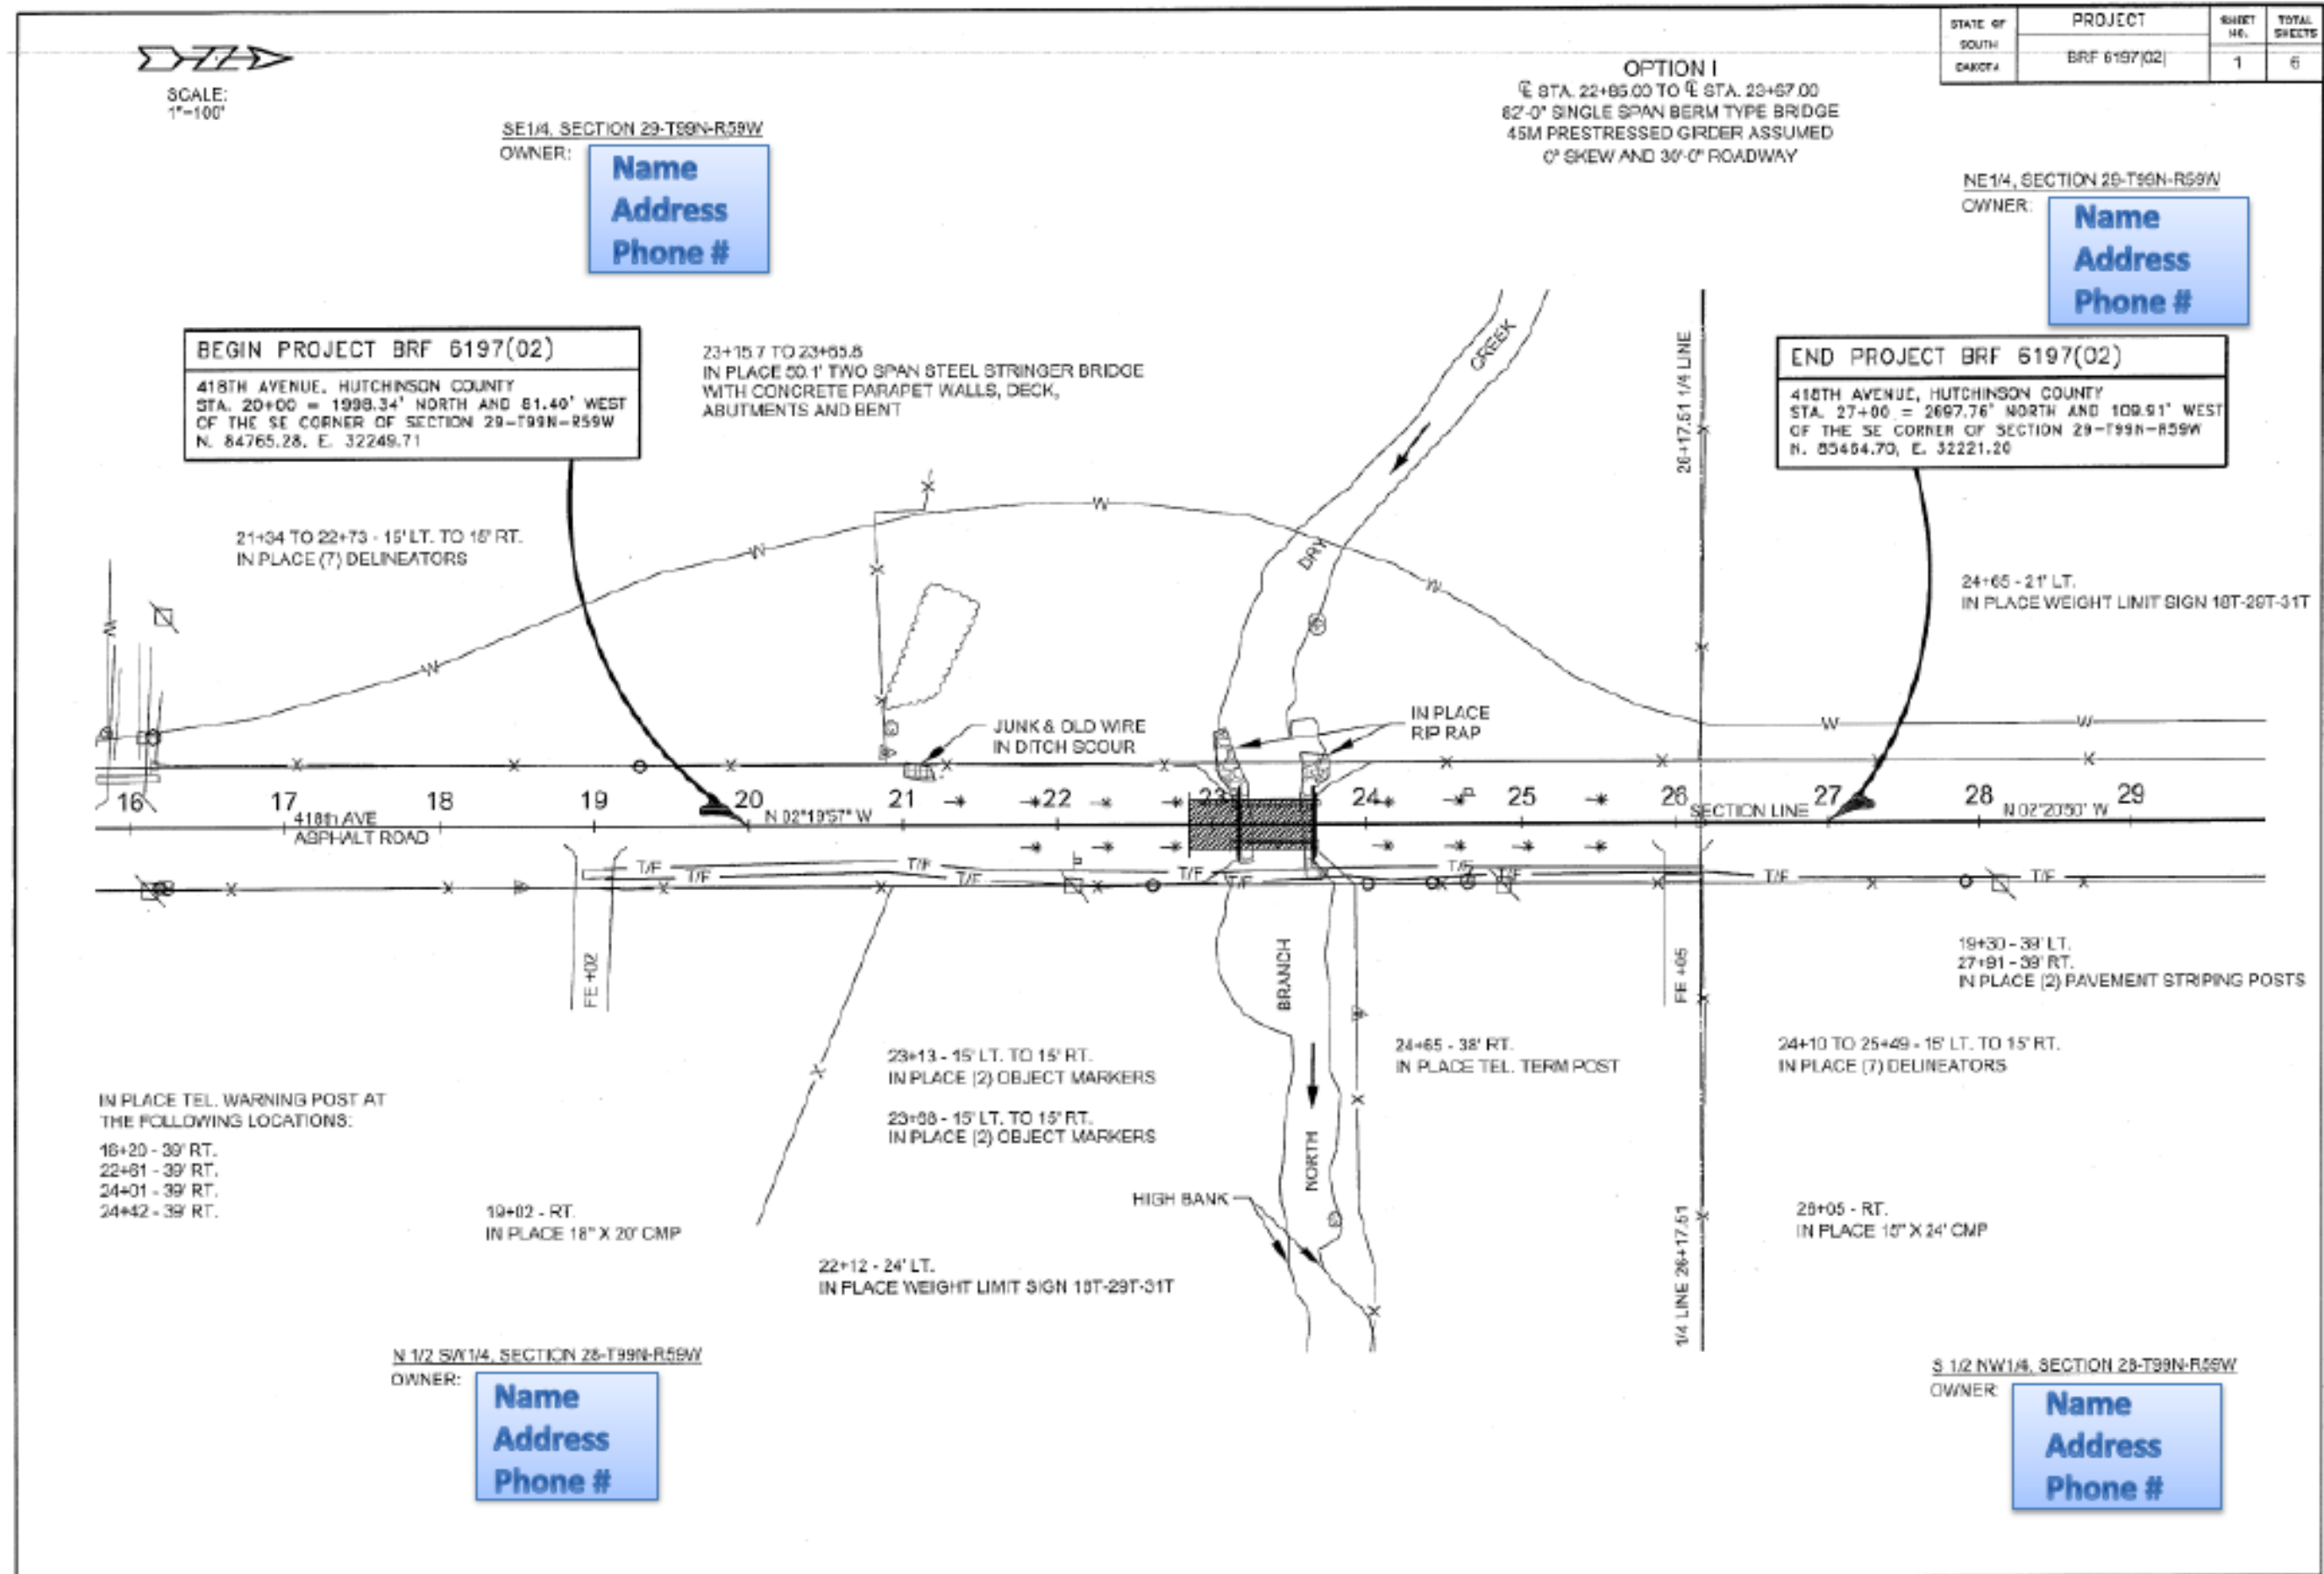 STATE OF SOUTH DAKOTA
PROJECT
BRF 6197(02)
SHEET NO.
1
TOTAL SHEETS
6
SCALE:
1"=100'
OPTION I
℄ STA. 22+85.00 TO ℄ STA. 23+67.00
82'-0" SINGLE SPAN BERM TYPE BRIDGE
45M PRESTRESSED GIRDER ASSUMED
0° SKEW AND 30'-0" ROADWAY
SE1/4, SECTION 29-T99N-R59W
OWNER:
Name
Address
Phone #
NE1/4, SECTION 29-T99N-R59W
OWNER:
Name
Address
Phone #
BEGIN PROJECT BRF 6197(02)
418TH AVENUE, HUTCHINSON COUNTY
STA. 20+00 = 1998.34' NORTH AND 81.40' WEST
OF THE SE CORNER OF SECTION 29-T99N-R59W
N. 84765.28, E. 32249.71
23+15.7 TO 23+65.8
IN PLACE 50.1' TWO SPAN STEEL STRINGER BRIDGE
WITH CONCRETE PARAPET WALLS, DECK,
ABUTMENTS AND BENT
CREEK
DRY
26+17.51 1/4 LINE
END PROJECT BRF 6197(02)
418TH AVENUE, HUTCHINSON COUNTY
STA. 27+00 = 2697.76' NORTH AND 109.91' WEST
OF THE SE CORNER OF SECTION 29-T99N-R59W
N. 85464.70, E. 32221.20
21+34 TO 22+73 - 15' LT. TO 15' RT.
IN PLACE (7) DELINEATORS
24+65 - 21' LT.
IN PLACE WEIGHT LIMIT SIGN 18T-29T-31T
W W W W W W W
JUNK & OLD WIRE
IN DITCH SCOUR
IN PLACE
RIP RAP
16 17 18 19 20 21 22 23 24 25 26 27 28 29
418th AVE
ASPHALT ROAD
N 02°19'57" W
SECTION LINE
N 02°20'50" W
T/F T/F T/F T/F T/F T/F T/F T/F T/F T/F
FE +02
BRANCH
NORTH
FE +05
19+30 - 39' LT.
27+91 - 39' RT.
IN PLACE (2) PAVEMENT STRIPING POSTS
23+13 - 15' LT. TO 15' RT.
IN PLACE (2) OBJECT MARKERS
23+68 - 15' LT. TO 15' RT.
IN PLACE (2) OBJECT MARKERS
24+65 - 38' RT.
IN PLACE TEL. TERM POST
24+10 TO 25+49 - 15' LT. TO 15' RT.
IN PLACE (7) DELINEATORS
IN PLACE TEL. WARNING POST AT
THE FOLLOWING LOCATIONS:
16+20 - 39' RT.
22+61 - 39' RT.
24+01 - 39' RT.
24+42 - 39' RT.
19+02 - RT.
IN PLACE 18" X 20' CMP
HIGH BANK
22+12 - 24' LT.
IN PLACE WEIGHT LIMIT SIGN 18T-29T-31T
1/4 LINE 26+17.51
26+05 - RT.
IN PLACE 15" X 24' CMP
N 1/2 SW1/4, SECTION 28-T99N-R59W
OWNER:
Name
Address
Phone #
S 1/2 NW1/4, SECTION 28-T99N-R59W
OWNER:
Name
Address
Phone #